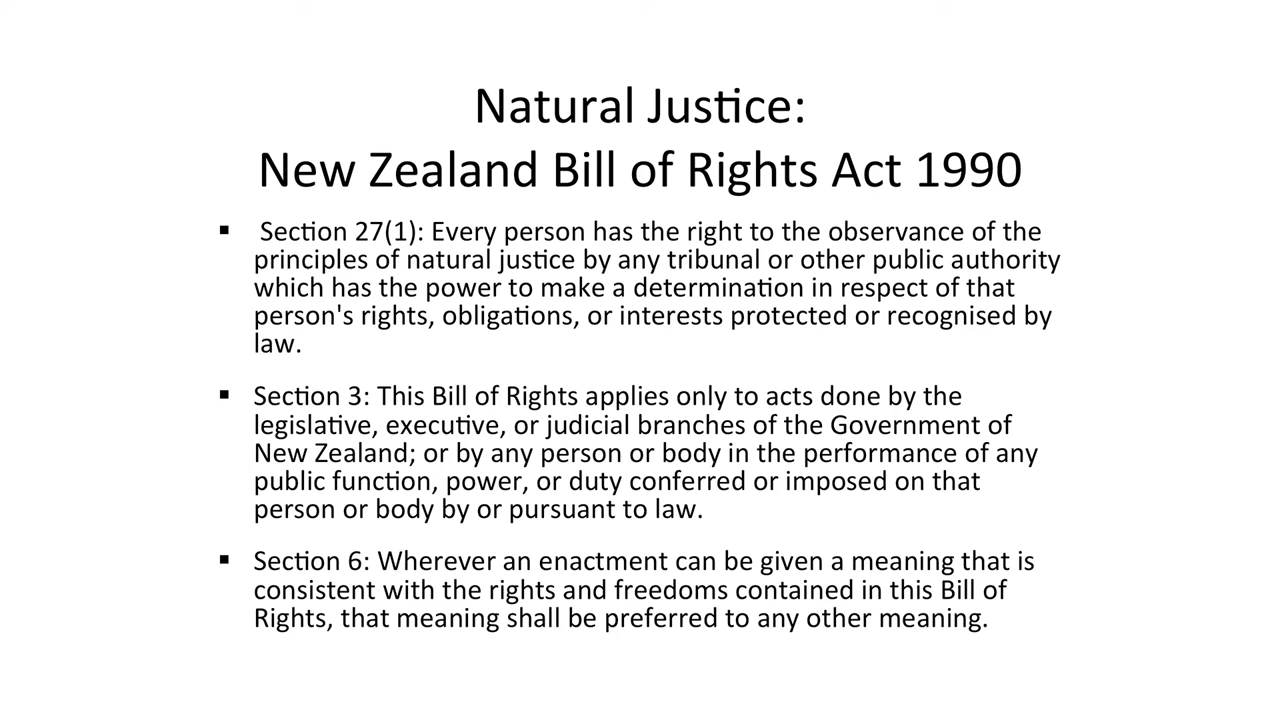 Natural Justice:
New Zealand Bill of Rights Act 1990
▪ Section 27(1): Every person has the right to the observance of the
principles of natural justice by any tribunal or other public authority
which has the power to make a determination in respect of that
person's rights, obligations, or interests protected or recognised by
law.
▪ Section 3: This Bill of Rights applies only to acts done by the
legislative, executive, or judicial branches of the Government of
New Zealand; or by any person or body in the performance of any
public function, power, or duty conferred or imposed on that
person or body by or pursuant to law.
▪ Section 6: Wherever an enactment can be given a meaning that is
consistent with the rights and freedoms contained in this Bill of
Rights, that meaning shall be preferred to any other meaning.